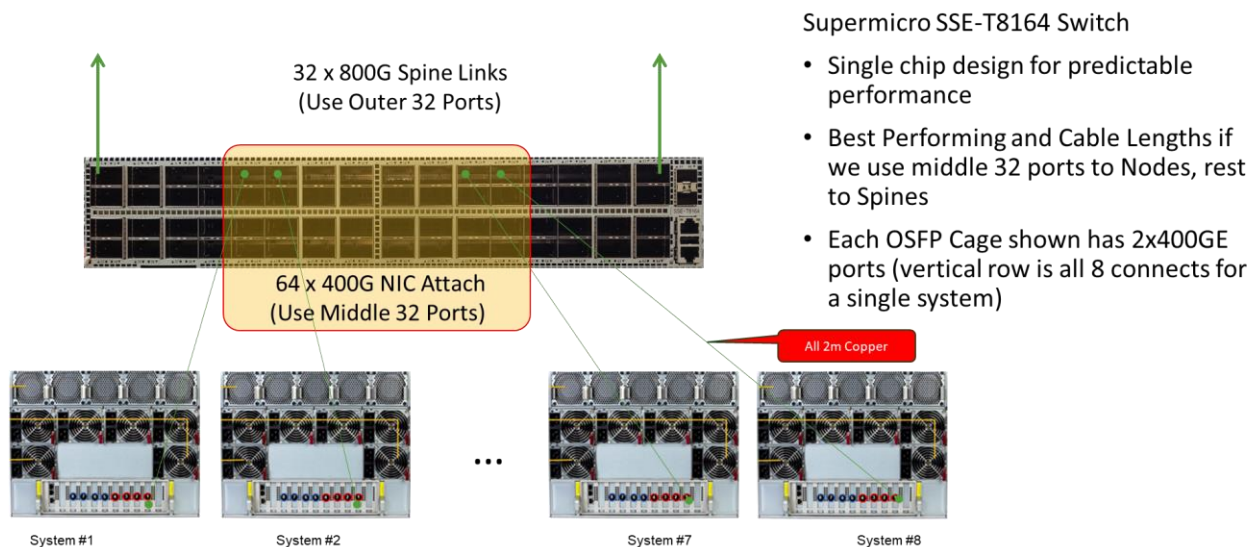 Supermicro SSE-T8164 Switch
• Single chip design for predictable
performance
• Best Performing and Cable Lengths if
we use middle 32 ports to Nodes, rest
to Spines
• Each OSFP Cage shown has 2x400GE
ports (vertical row is all 8 connects for
a single system)
32 x 800G Spine Links
(Use Outer 32 Ports)
SSE-T8164
64 x 400G NIC Attach
(Use Middle 32 Ports)
All 2m Copper
...
System #1
System #2
System #7
System #8